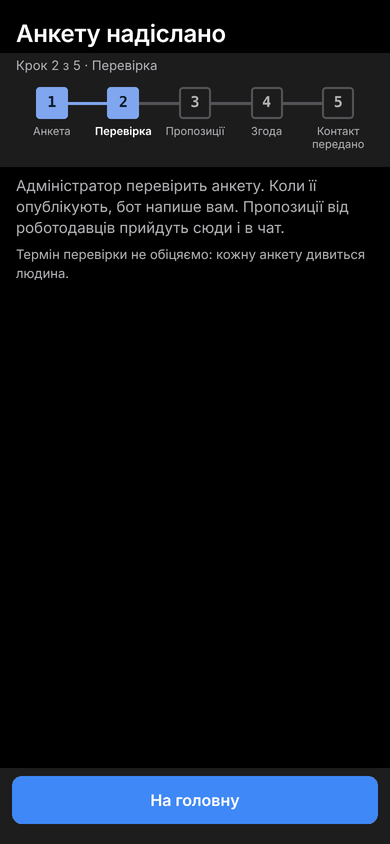 Анкету надіслано
Крок 2 з 5 · Перевірка
1 2 3 4 5
Анкета Перевірка Пропозиції Згода Контакт
передано
Адміністратор перевірить анкету. Коли її
опублікують, бот напише вам. Пропозиції від
роботодавців прийдуть сюди і в чат.
Термін перевірки не обіцяємо: кожну анкету дивиться
людина.
На головну